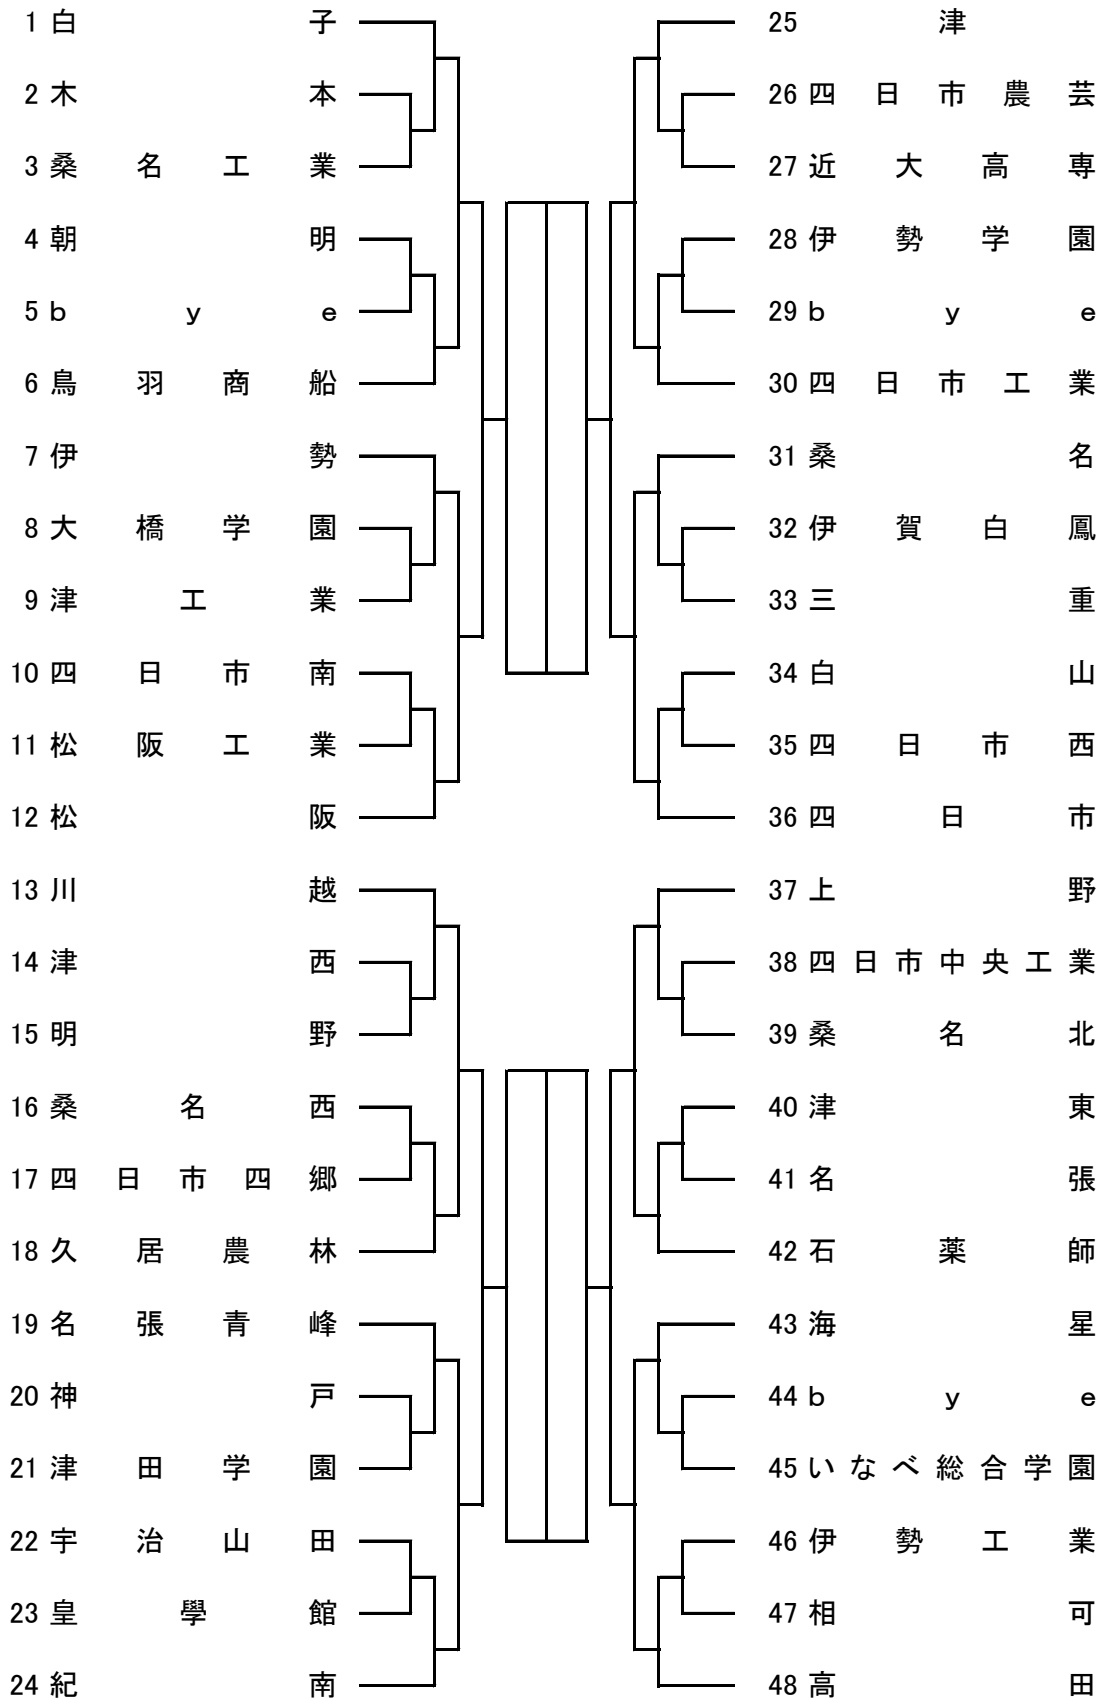 1 白子
2 木本
3 桑名工業
4 朝明
5 ｂｙｅ
6 鳥羽商船
7 伊勢
8 大橋学園
9 津工業
10 四日市南
11 松阪工業
12 松阪
13 川越
14 津西
15 明野
16 桑名西
17 四日市四郷
18 久居農林
19 名張青峰
20 神戸
21 津田学園
22 宇治山田
23 皇學館
24 紀南
25 津
26 四日市農芸
27 近大高専
28 伊勢学園
29 ｂｙｅ
30 四日市工業
31 桑名
32 伊賀白鳳
33 三重
34 白山
35 四日市西
36 四日市
37 上野
38 四日市中央工業
39 桑名北
40 津東
41 名張
42 石薬師
43 海星
44 ｂｙｅ
45 いなべ総合学園
46 伊勢工業
47 相可
48 高田